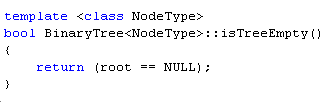 template <class NodeType>
bool BinaryTree<NodeType>::isTreeEmpty()
{
    return (root == NULL);
}